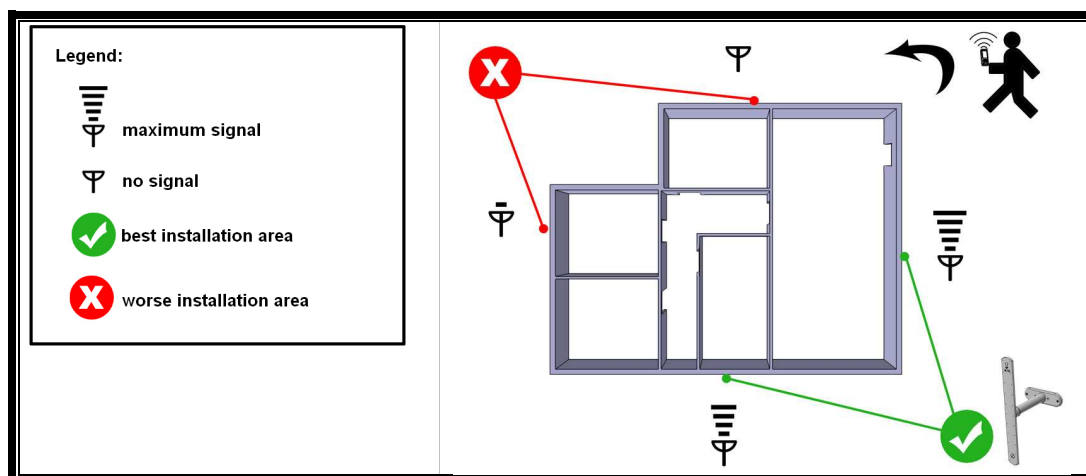 Legend:
maximum signal
no signal
best installation area
worse installation area